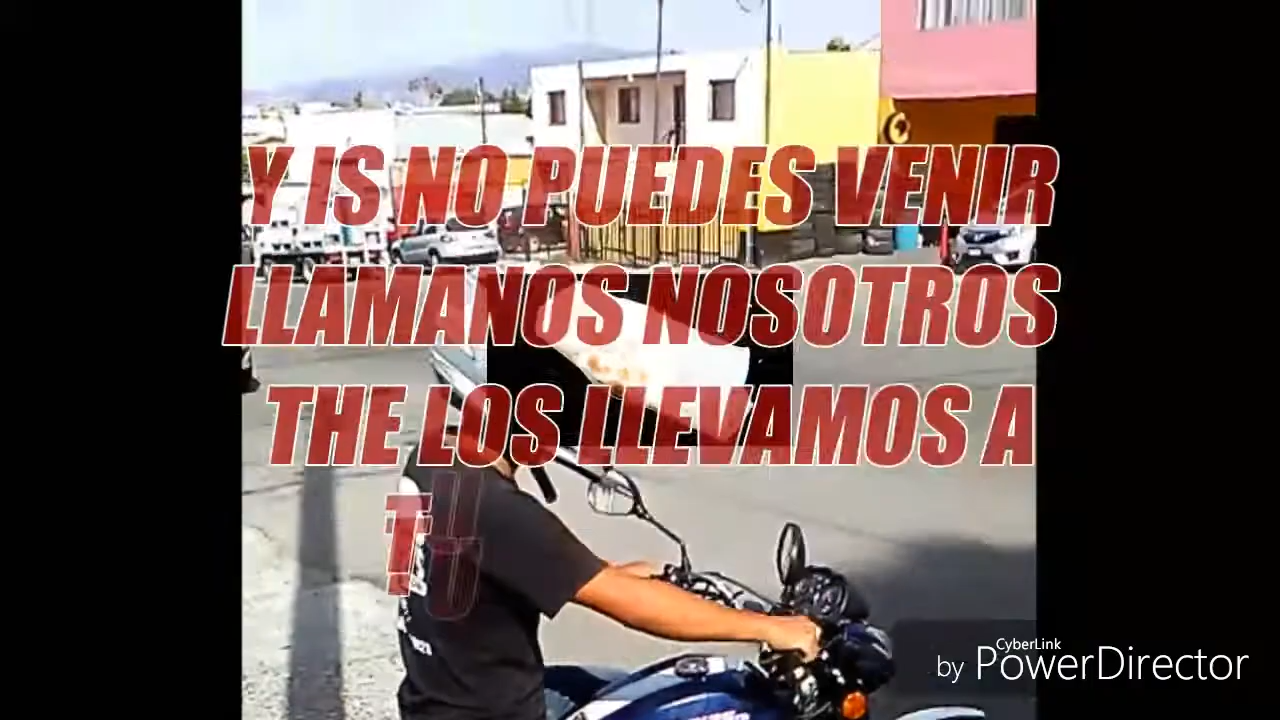 Y IS NO PUEDES VENIR
LLAMANOS NOSOTROS
THE LOS LLEVAMOS A
TU
CyberLink
by PowerDirector